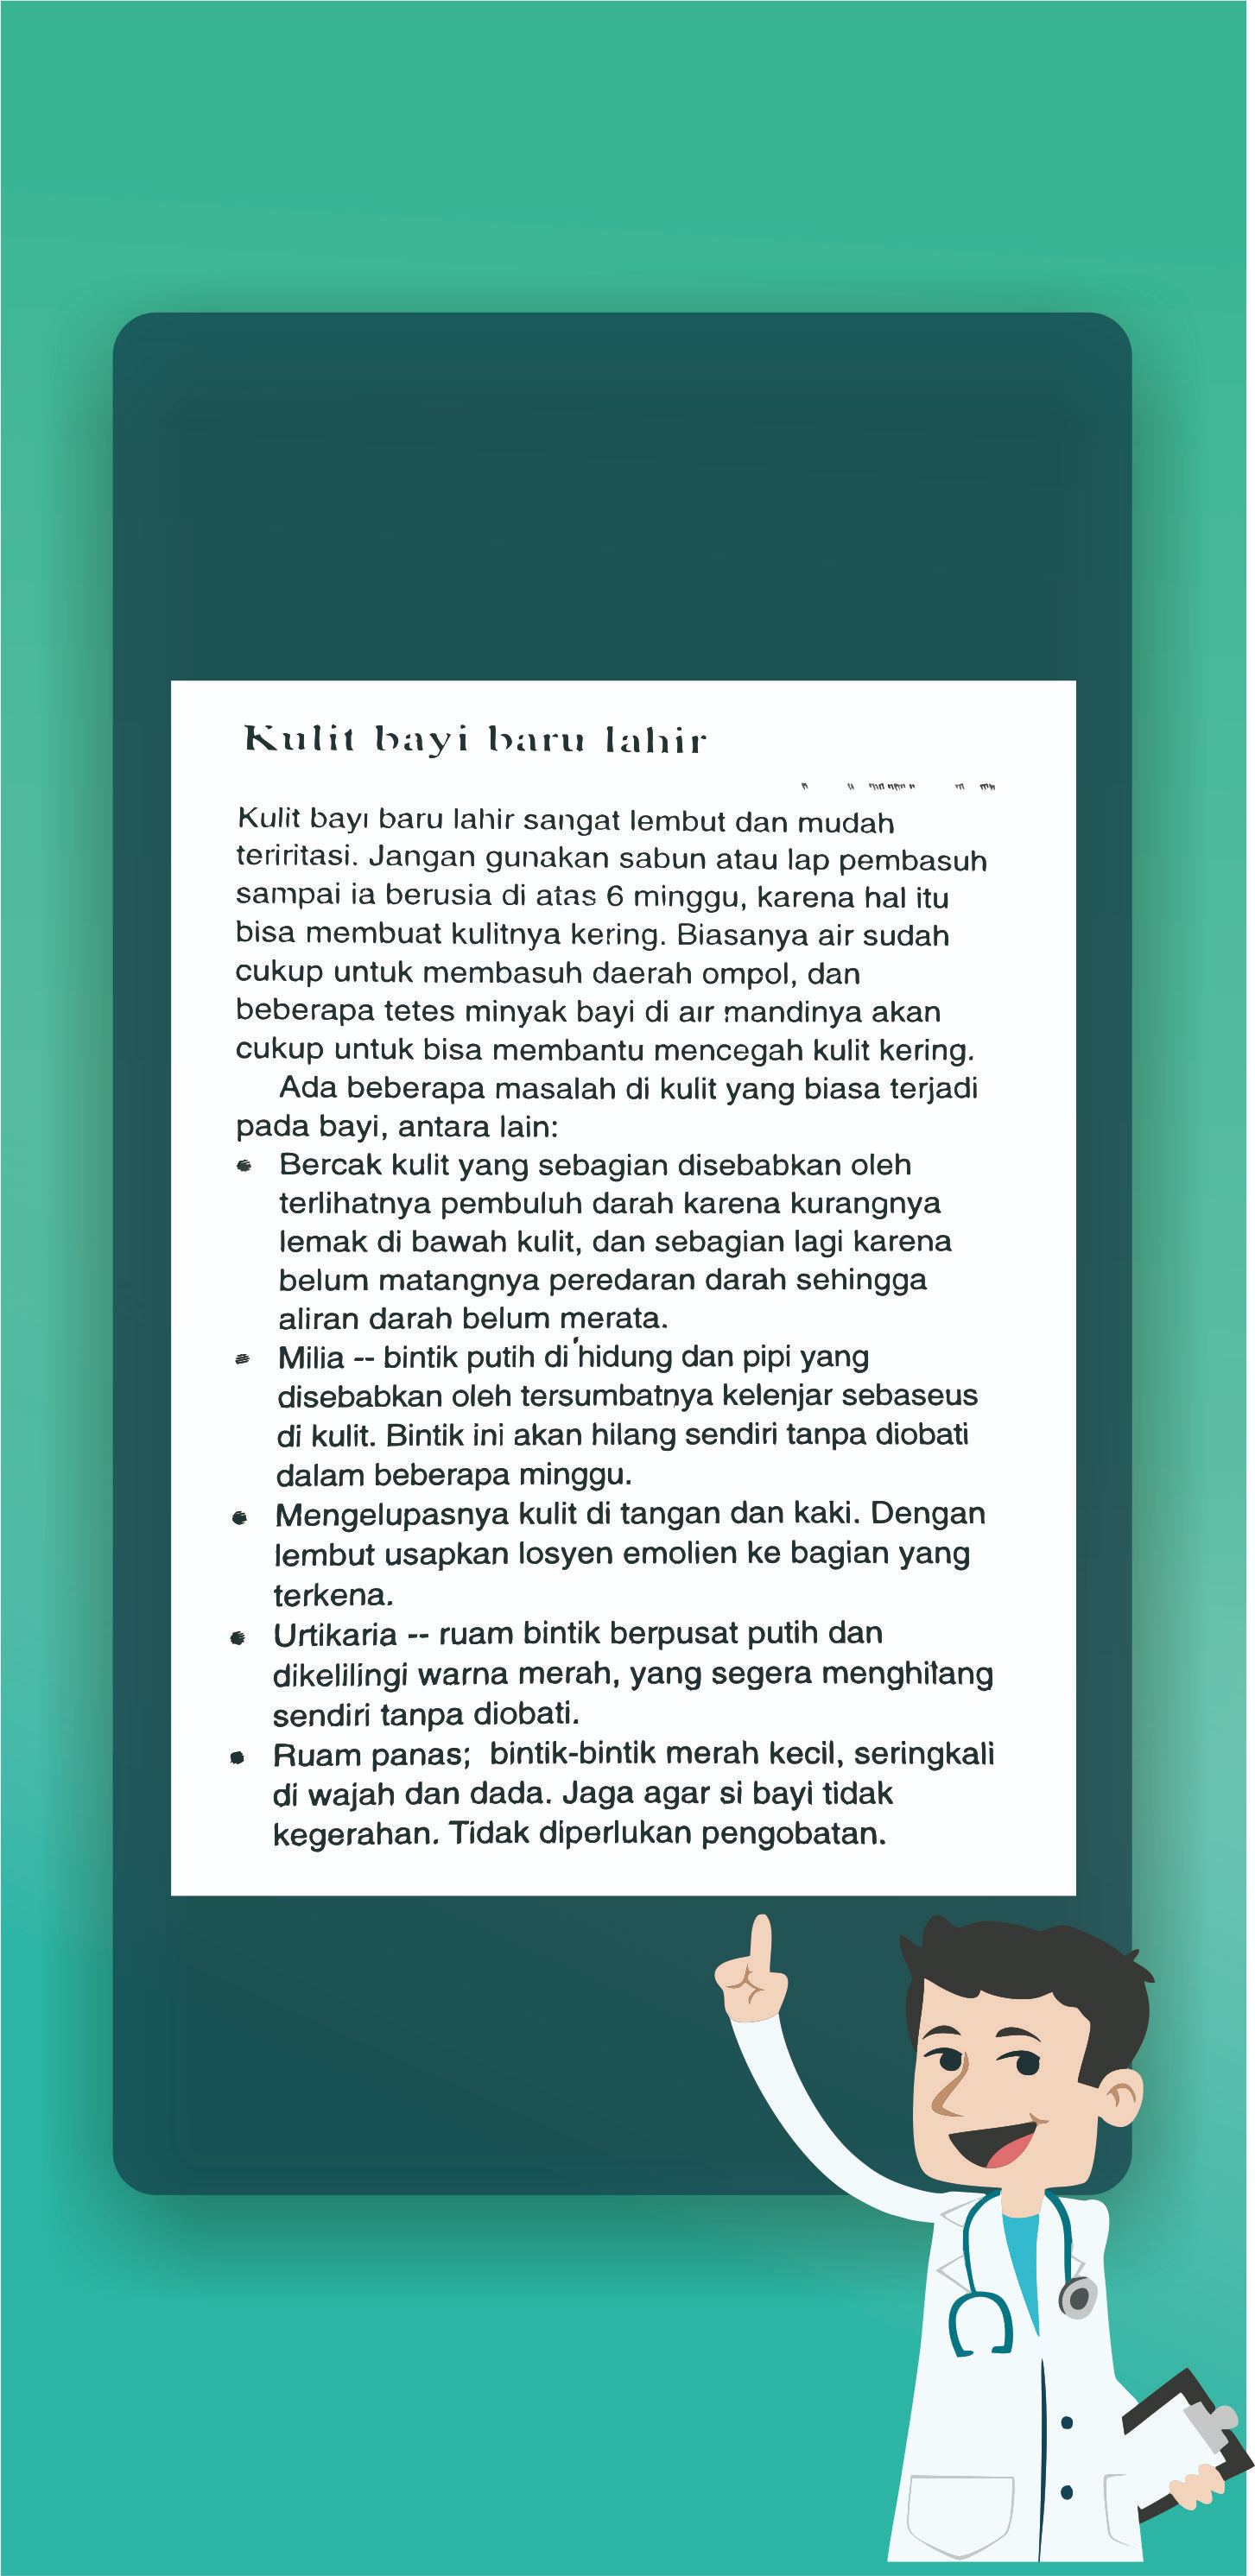 Kulit bayi baru lahir
Kulit bayi baru lahir sangat lembut dan mudah
teriritasi. Jangan gunakan sabun atau lap pembasuh
sampai ia berusia di atas 6 minggu, karena hal itu
bisa membuat kulitnya kering. Biasanya air sudah
cukup untuk membasuh daerah ompol, dan
beberapa tetes minyak bayi di air mandinya akan
cukup untuk bisa membantu mencegah kulit kering.
Ada beberapa masalah di kulit yang biasa terjadi
pada bayi, antara lain:
• Bercak kulit yang sebagian disebabkan oleh
terlihatnya pembuluh darah karena kurangnya
lemak di bawah kulit, dan sebagian lagi karena
belum matangnya peredaran darah sehingga
aliran darah belum merata.
• Milia -- bintik putih di hidung dan pipi yang
disebabkan oleh tersumbatnya kelenjar sebaseus
di kulit. Bintik ini akan hilang sendiri tanpa diobati
dalam beberapa minggu.
• Mengelupasnya kulit di tangan dan kaki. Dengan
lembut usapkan losyen emolien ke bagian yang
terkena.
• Urtikaria -- ruam bintik berpusat putih dan
dikelilingi warna merah, yang segera menghilang
sendiri tanpa diobati.
• Ruam panas; bintik-bintik merah kecil, seringkali
di wajah dan dada. Jaga agar si bayi tidak
kegerahan. Tidak diperlukan pengobatan.